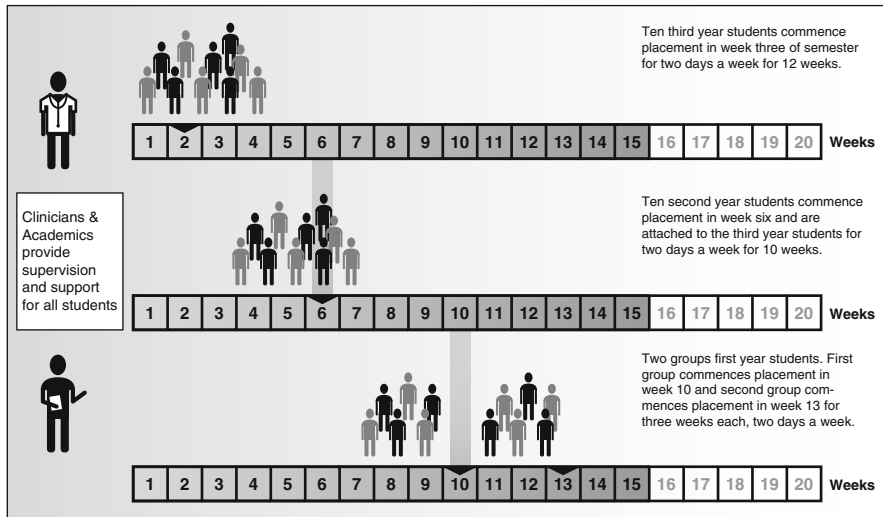 Ten third year students commence
placement in week three of semester
for two days a week for 12 weeks.
1 2 3 4 5 6 7 8 9 10 11 12 13 14 15 16 17 18 19 20 Weeks
Clinicians &
Academics
provide
supervision
and support
for all students
Ten second year students commence
placement in week six and are
attached to the third year students for
two days a week for 10 weeks.
1 2 3 4 5 6 7 8 9 10 11 12 13 14 15 16 17 18 19 20 Weeks
Two groups first year students. First
group commences placement in
week 10 and second group com-
mences placement in week 13 for
three weeks each, two days a week.
1 2 3 4 5 6 7 8 9 10 11 12 13 14 15 16 17 18 19 20 Weeks